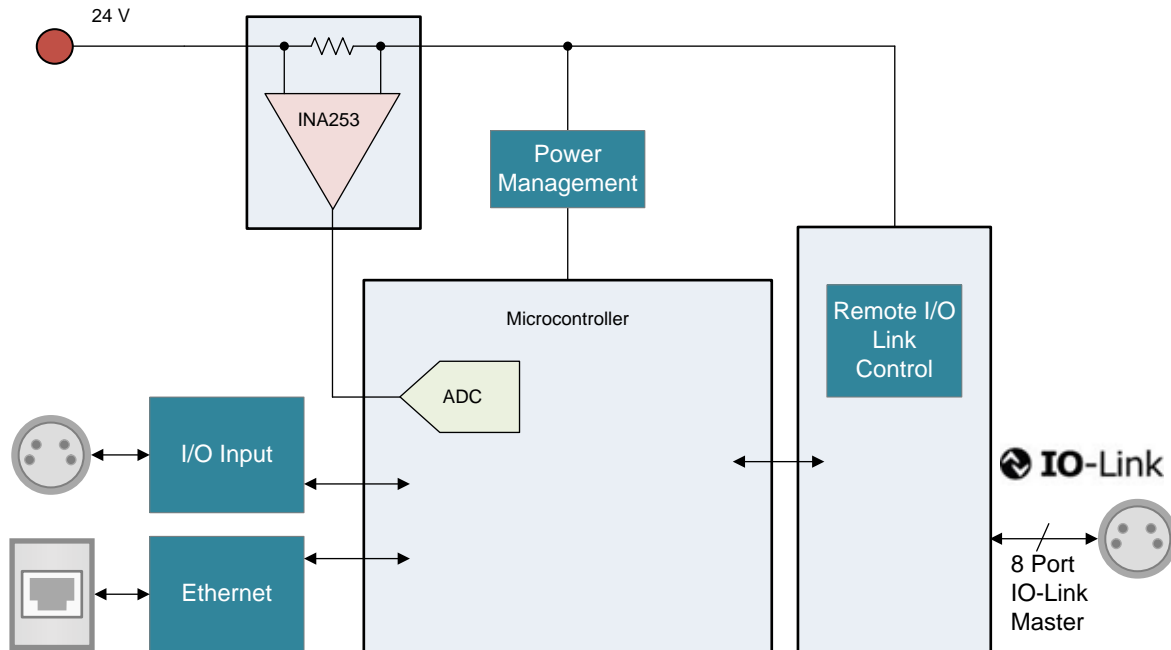 24 V
INA253
Power
Management
Microcontroller
Remote I/O
Link
Control
ADC
I/O Input
IO-Link
Ethernet
8 Port
IO-Link
Master